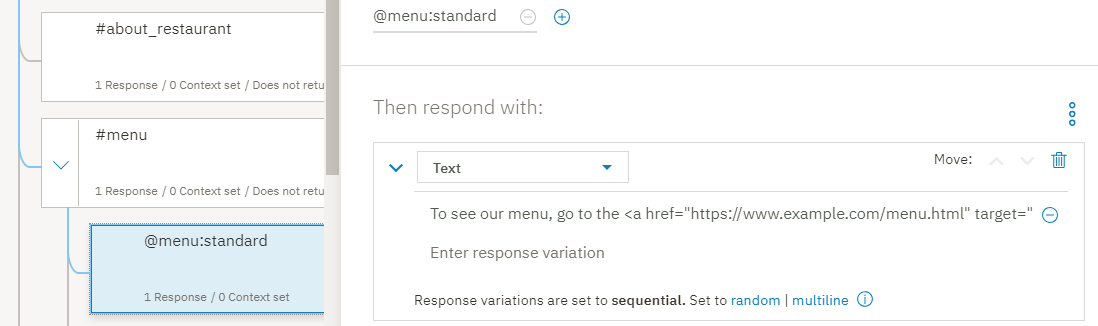 #about_restaurant
1 Response / 0 Context set / Does not retu
#menu
1 Response / 0 Context set / Does not retu
@menu:standard
1 Response / 0 Context set
@menu:standard
Then respond with:
Text
Move:
To see our menu, go to the <a href="https://www.example.com/menu.html" target="
Enter response variation
Response variations are set to sequential. Set to random | multiline